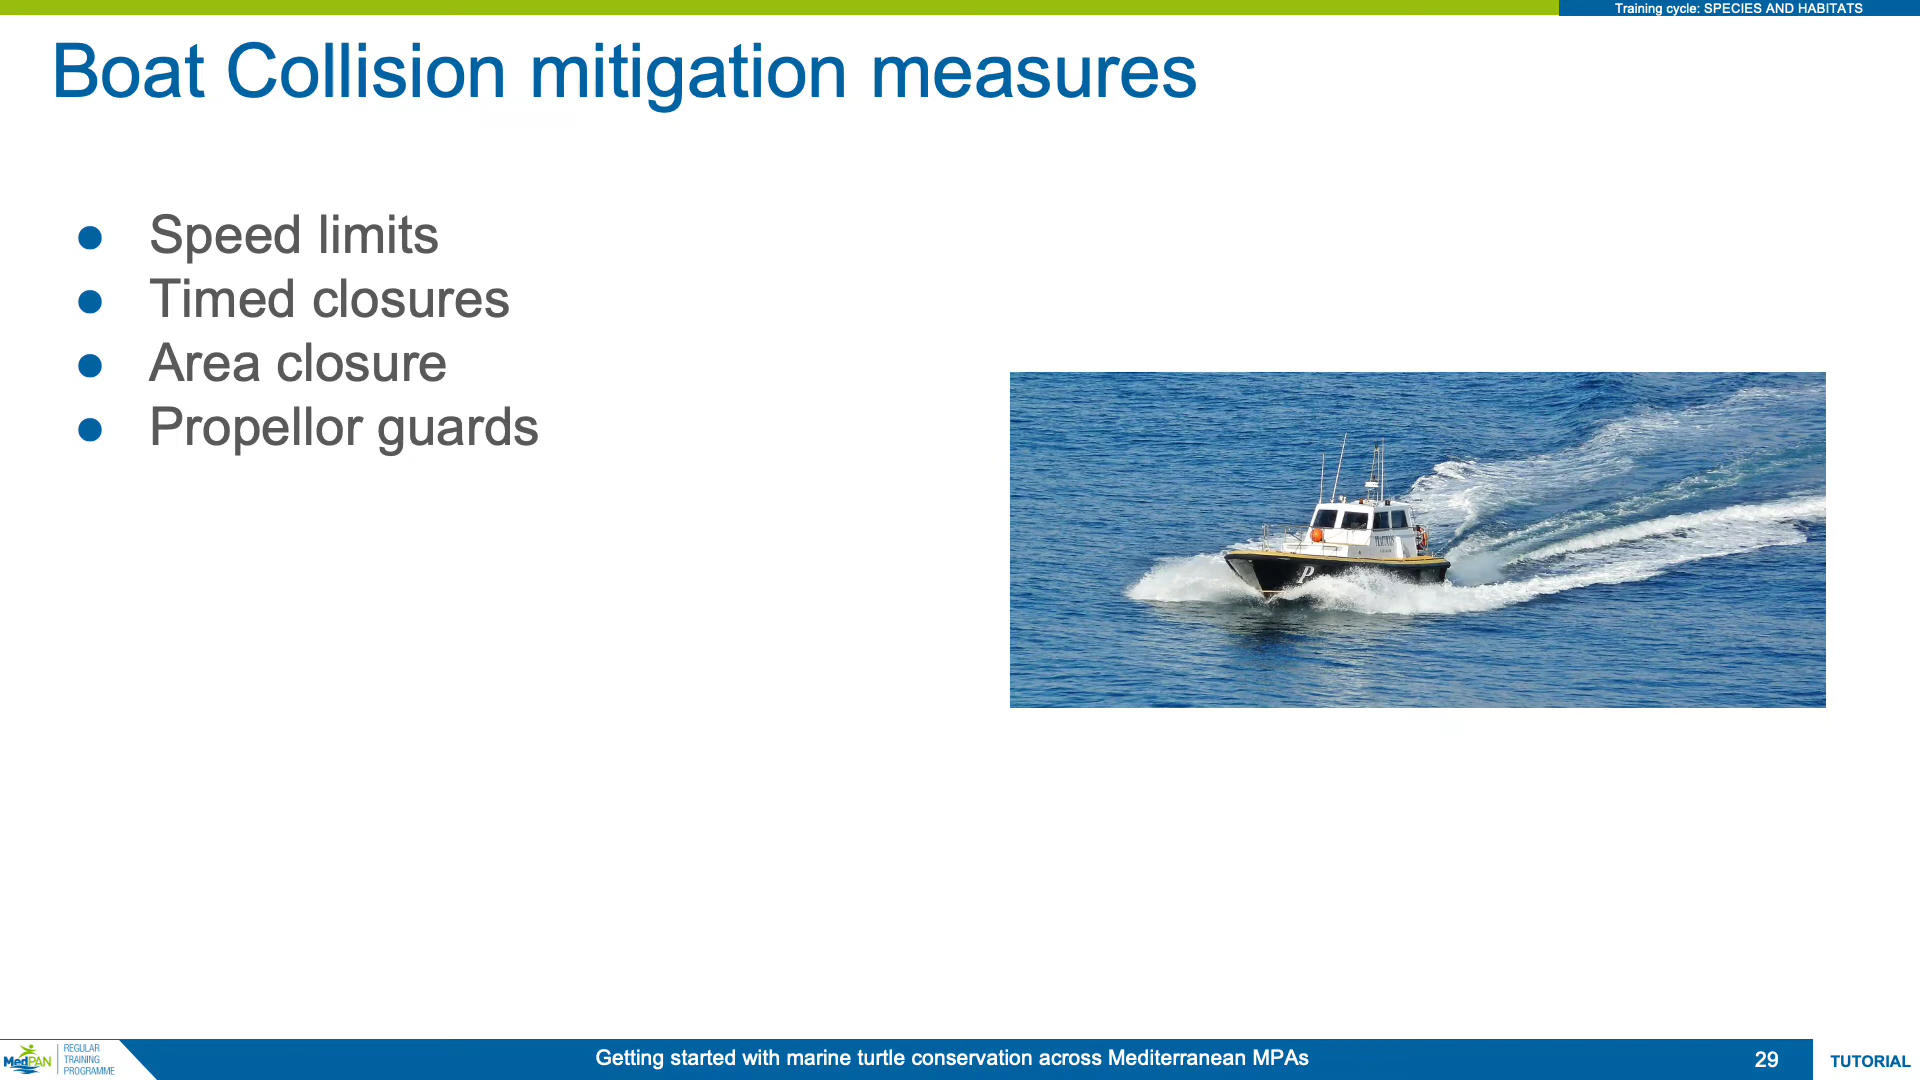 Training cycle: SPECIES AND HABITATS
Boat Collision mitigation measures
● Speed limits
● Timed closures
● Area closure
● Propellor guards
P
MedPAN
REGULAR
TRAINING
PROGRAMME
Getting started with marine turtle conservation across Mediterranean MPAs
29
TUTORIAL